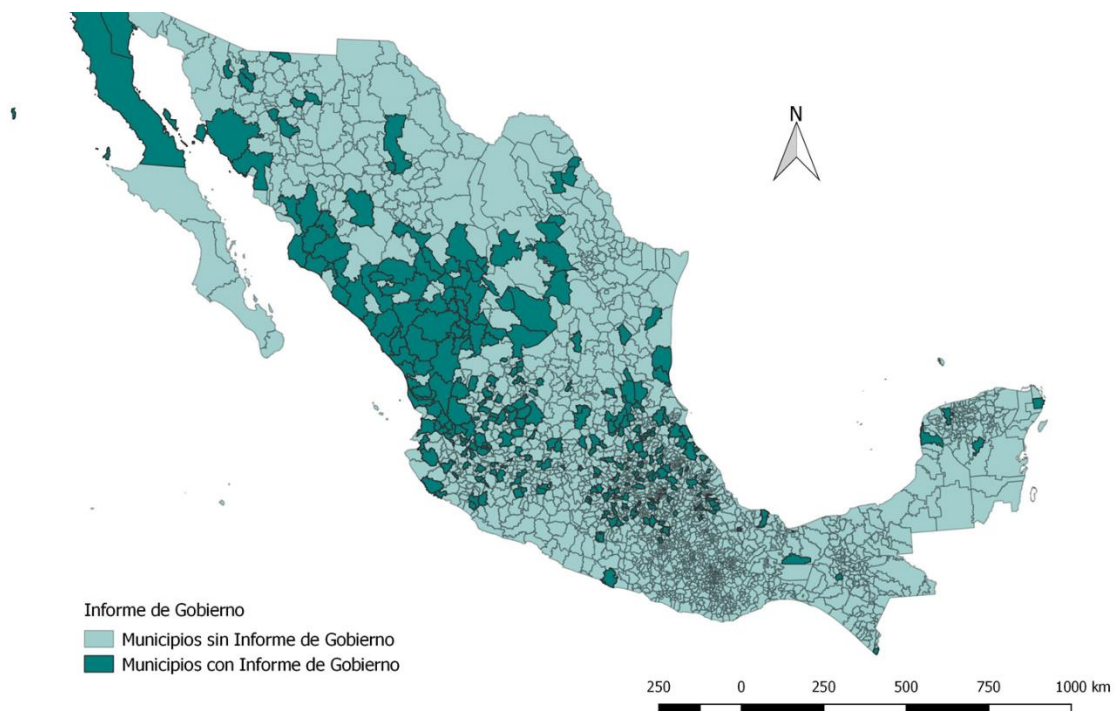 N
Informe de Gobierno
Municipios sin Informe de Gobierno
Municipios con Informe de Gobierno
250 0 250 500 750 1000 km